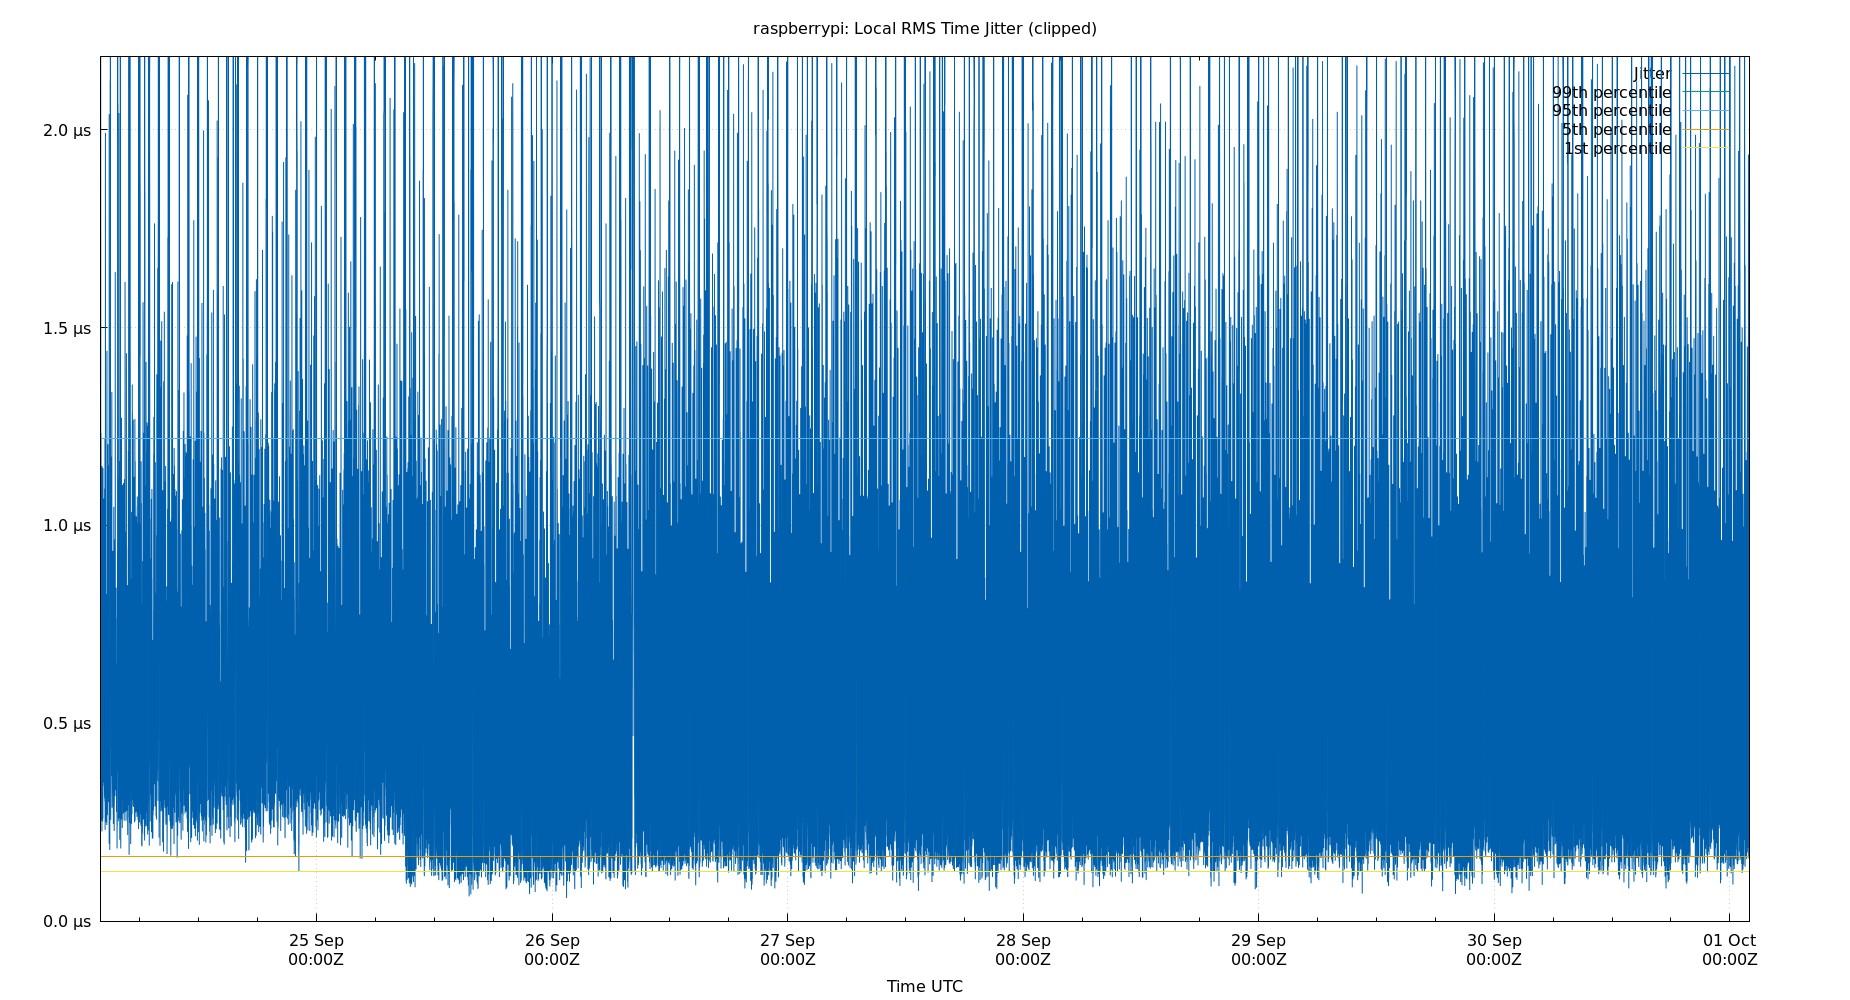 raspberrypi: Local RMS Time Jitter (clipped)
Jitter
99th percentile
95th percentile
5th percentile
1st percentile
2.0 µs
1.5 µs
1.0 µs
0.5 µs
0.0 µs
25 Sep 26 Sep 27 Sep 28 Sep 29 Sep 30 Sep 01 Oct
00:00Z 00:00Z 00:00Z 00:00Z 00:00Z 00:00Z 00:00Z
Time UTC